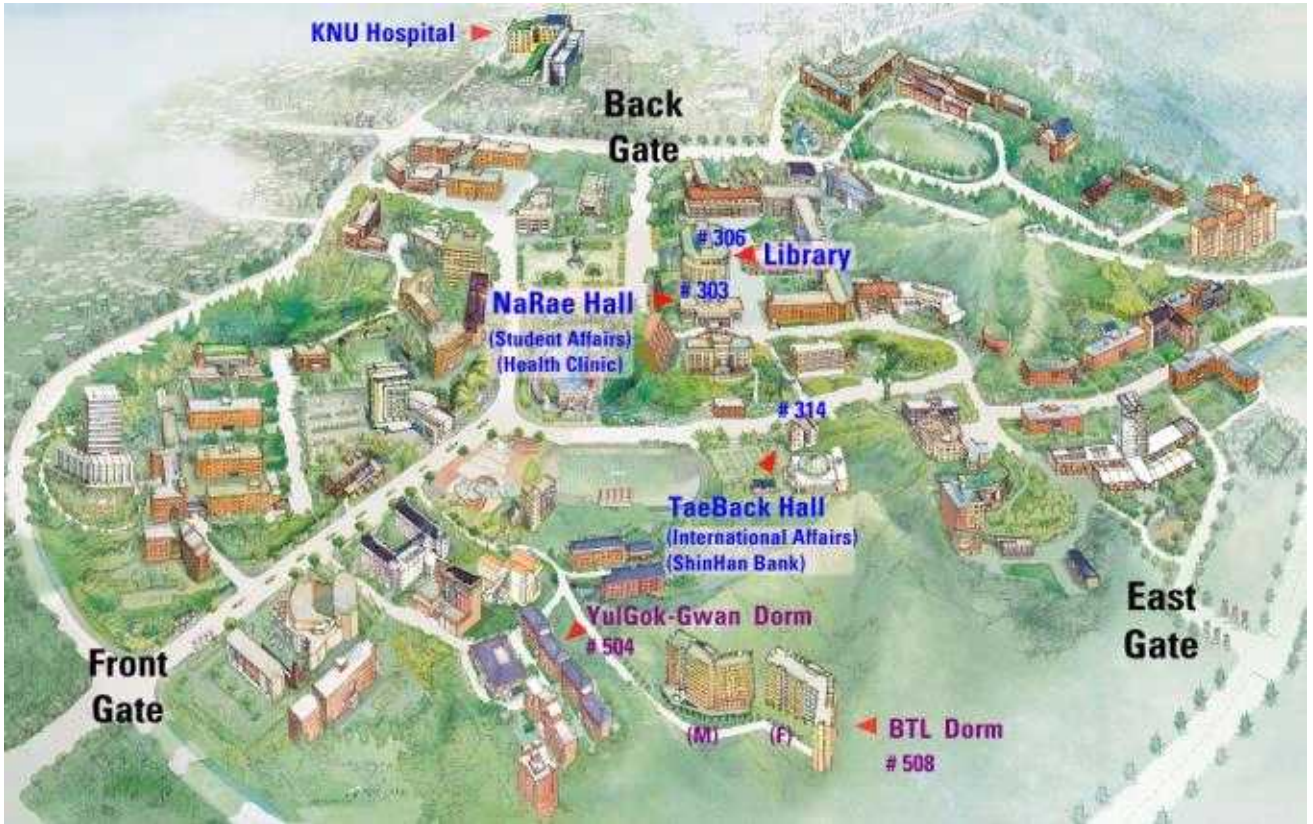 KNU Hospital
Back
Gate
# 306
Library
NaRae Hall
# 303
(Student Affairs)
(Health Clinic)
# 314
TaeBack Hall
(International Affairs)
(ShinHan Bank)
YulGok-Gwan Dorm
# 504
East
Gate
Front
Gate
(M)
(F)
BTL Dorm
# 508